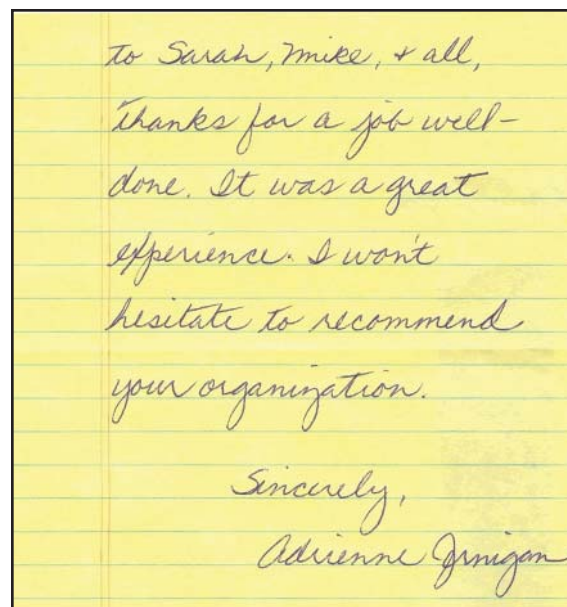 to Sarah, Mike, & all,
thanks for a job well-
done. It was a great
experience. I won't
hesitate to recommend
your organization.
Sincerely,
Adrienne Jrnigan